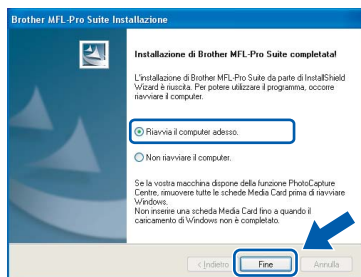 Brother MFL-Pro Suite Installazione
Installazione di Brother MFL-Pro Suite completata!
L'installazione di Brother MFL-Pro Suite da parte di InstallShield
Wizard è riuscita. Per potere utilizzare il programma, occorre
riavviare il computer.
Riavvia il computer adesso.
Non riavviare il computer.
Se la vostra macchina dispone della funzione PhotoCapture
Centre, rimuovere tutte le schede Media Card prima di riavviare
Windows.
Non inserire una scheda Media Card fino a quando il
caricamento di Windows non è completato.
< Indietro
Fine
Annulla